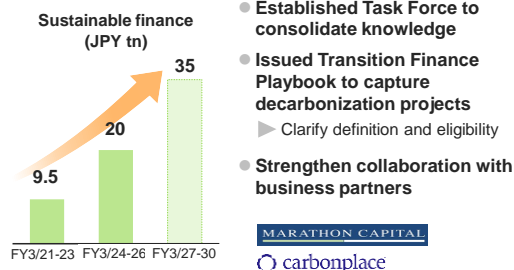 Sustainable finance
(JPY tn)
35
20
9.5
FY3/21-23 FY3/24-26 FY3/27-30
Established Task Force to
consolidate knowledge
Issued Transition Finance
Playbook to capture
decarbonization projects
Clarify definition and eligibility
Strengthen collaboration with
business partners
MARATHON CAPITAL
carbonplace